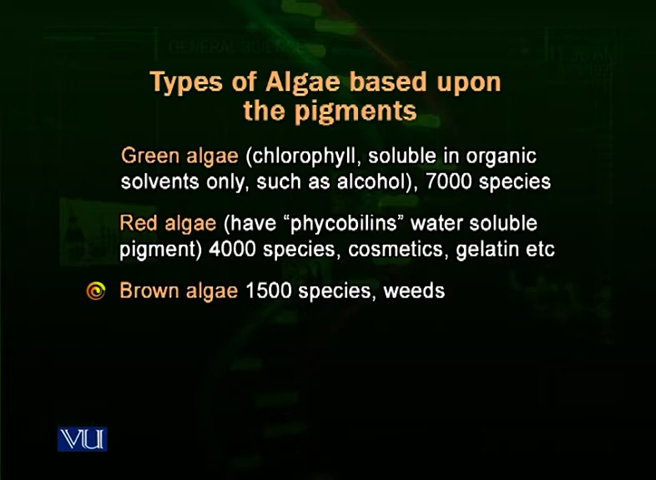 Types of Algae based upon
the pigments
Green algae (chlorophyll, soluble in organic
solvents only, such as alcohol), 7000 species
Red algae (have “phycobilins” water soluble
pigment) 4000 species, cosmetics, gelatin etc
Brown algae 1500 species, weeds
VU